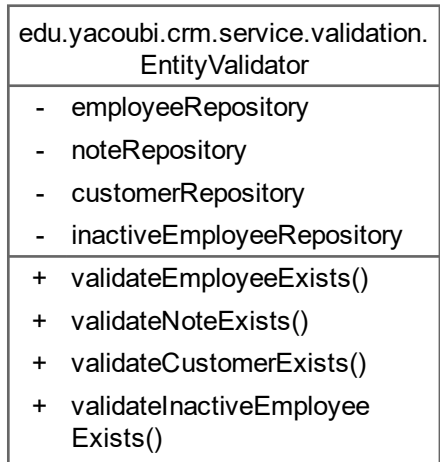 edu.yacoubi.crm.service.validation.
EntityValidator
- employeeRepository
- noteRepository
- customerRepository
- inactiveEmployeeRepository
+ validateEmployeeExists()
+ validateNoteExists()
+ validateCustomerExists()
+ validateInactiveEmployee
Exists()